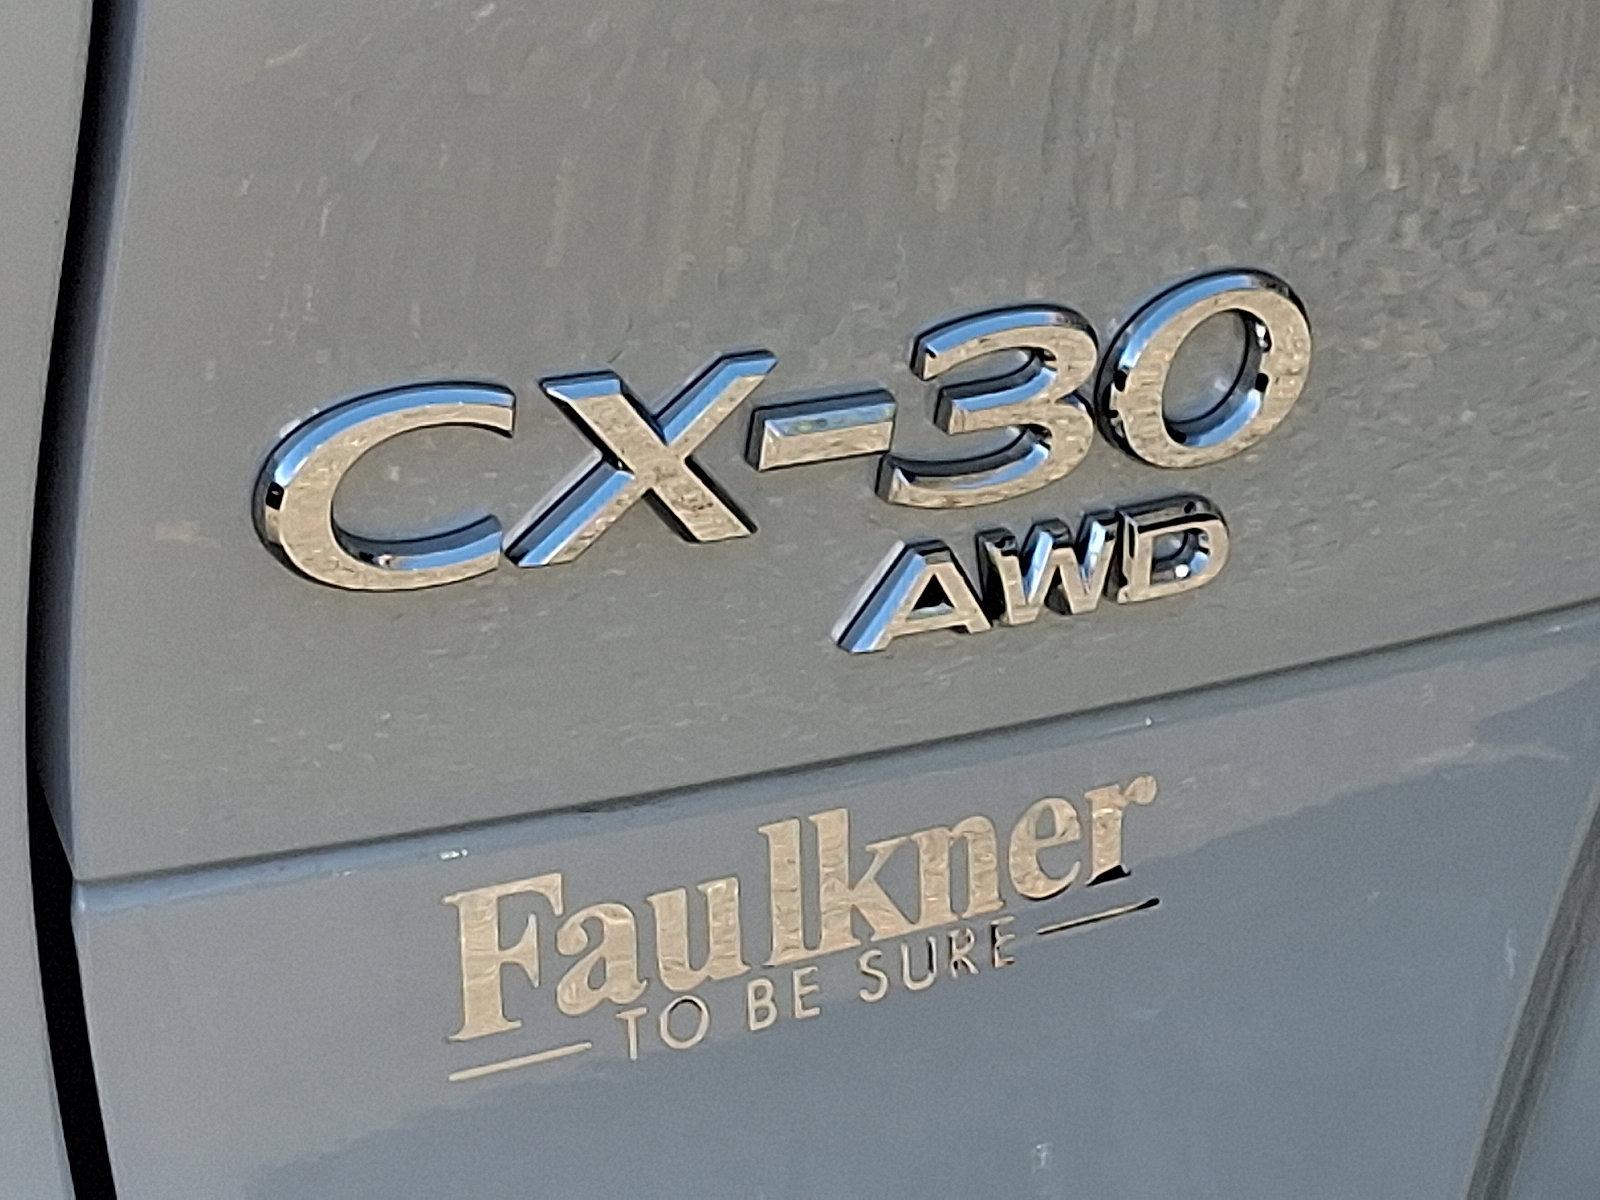 CX-30
AWD
Faulkner
TO BE SURE